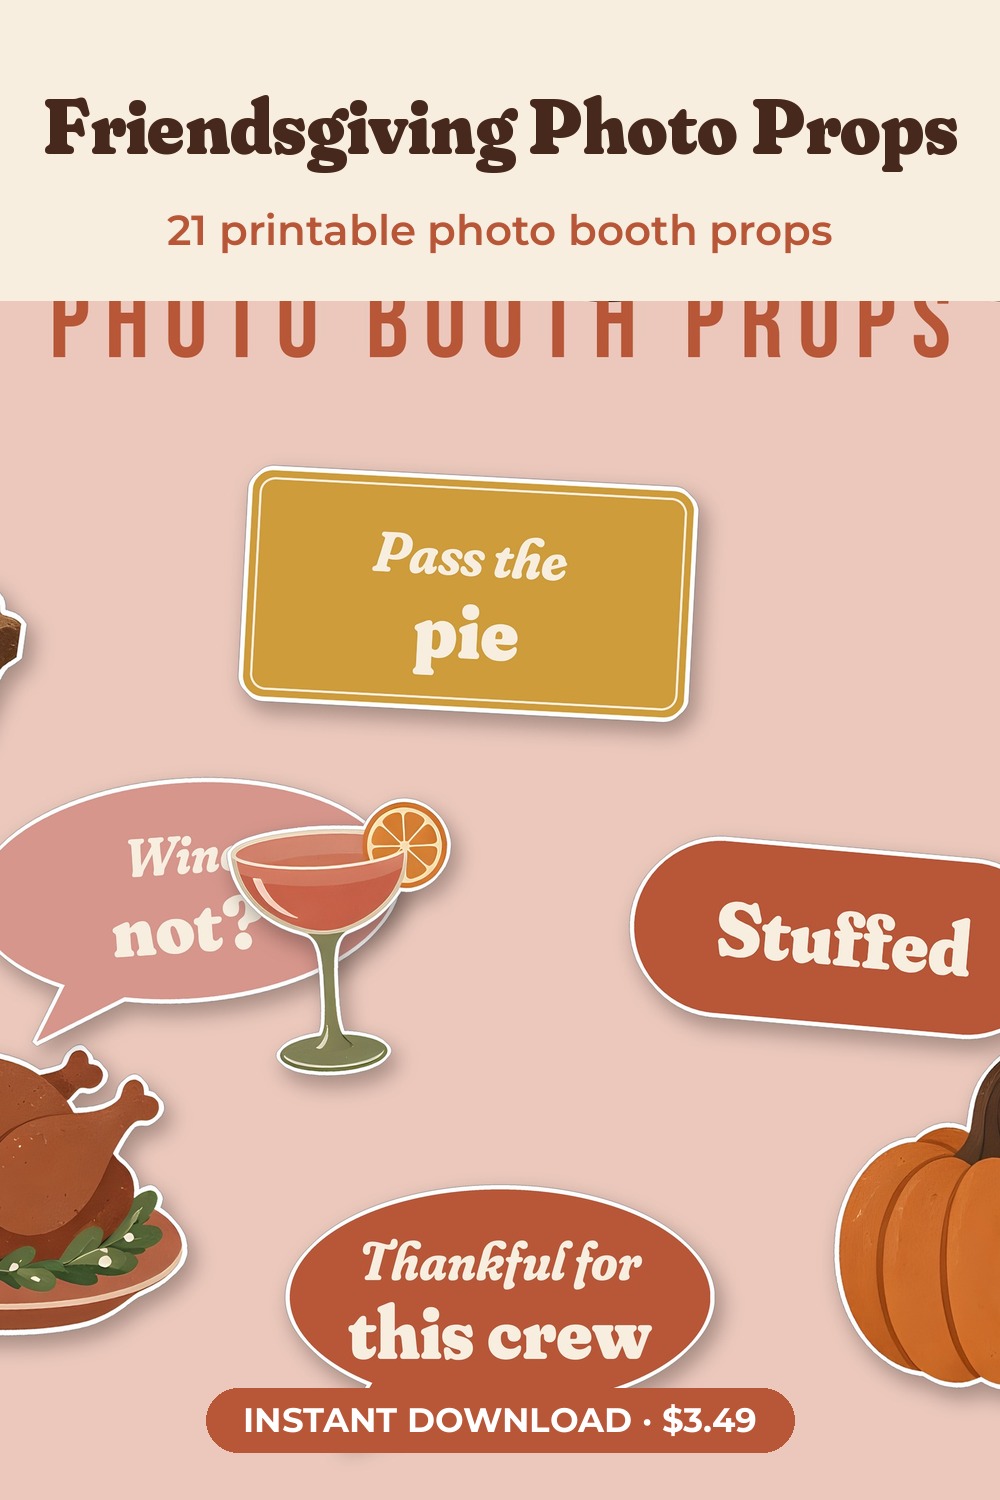 Friendsgiving Photo Props
21 printable photo booth props
PHOTO BOOTH PROPS
Pass the
pie
not?
Stuffed
Thankful for
this crew
INSTANT DOWNLOAD · $3.49